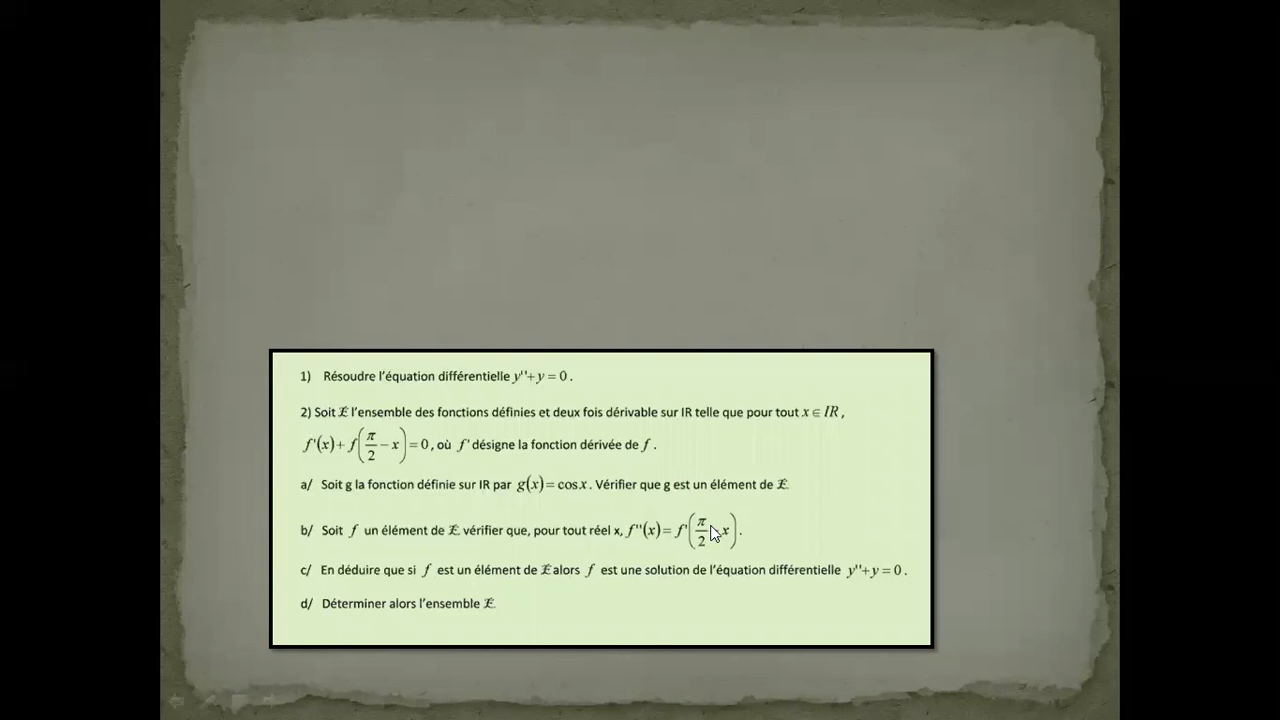 1) Résoudre l'équation différentielle y''+ y = 0 .
2) Soit ℰ l'ensemble des fonctions définies et deux fois dérivable sur IR telle que pour tout x ∈ IR ,
f'(x)+ f(π/2 − x) = 0 , où f' désigne la fonction dérivée de f .
a/ Soit g la fonction définie sur IR par g(x) = cos x . Vérifier que g est un élément de ℰ.
b/ Soit f un élément de ℰ. vérifier que, pour tout réel x, f''(x) = f'(π/2 x) .
c/ En déduire que si f est un élément de ℰ alors f est une solution de l'équation différentielle y''+ y = 0 .
d/ Déterminer alors l'ensemble ℰ.